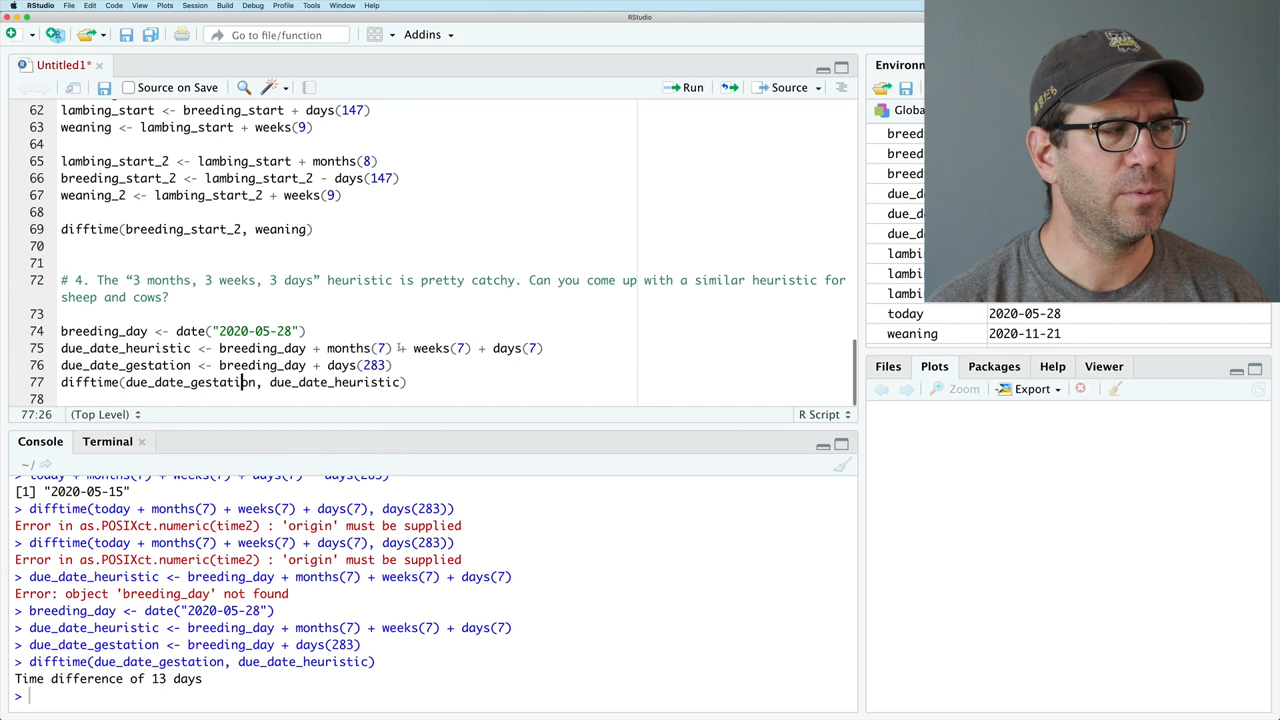 RStudio File Edit Code View Plots Session Build Debug Profile Tools Window Help
RStudio
Go to file/function
Addins
Untitled1*
Source on Save
Run
Source
62 lambing_start <- breeding_start + days(147)
63 weaning <- lambing_start + weeks(9)
64
65 lambing_start_2 <- lambing_start + months(8)
66 breeding_start_2 <- lambing_start_2 - days(147)
67 weaning_2 <- lambing_start_2 + weeks(9)
68
69 difftime(breeding_start_2, weaning)
70
71
72 # 4. The “3 months, 3 weeks, 3 days” heuristic is pretty catchy. Can you come up with a similar heuristic for
sheep and cows?
73
74 breeding_day <- date("2020-05-28")
75 due_date_heuristic <- breeding_day + months(7) + weeks(7) + days(7)
76 due_date_gestation <- breeding_day + days(283)
77 difftime(due_date_gestation, due_date_heuristic)
78
77:26 (Top Level) R Script
Console Terminal
~/
> today + months(7) + weeks(7) + days(7) - days(283)
[1] "2020-05-15"
> difftime(today + months(7) + weeks(7) + days(7), days(283))
Error in as.POSIXct.numeric(time2) : 'origin' must be supplied
> difftime(today + months(7) + weeks(7) + days(7), days(283))
Error in as.POSIXct.numeric(time2) : 'origin' must be supplied
> due_date_heuristic <- breeding_day + months(7) + weeks(7) + days(7)
Error: object 'breeding_day' not found
> breeding_day <- date("2020-05-28")
> due_date_heuristic <- breeding_day + months(7) + weeks(7) + days(7)
> due_date_gestation <- breeding_day + days(283)
> difftime(due_date_gestation, due_date_heuristic)
Time difference of 13 days
>
Environ
Globa
breed
breed
breed
due_d
due_d
due_d
lambi
lambi
lambi
today 2020-05-28
weaning 2020-11-21
Files Plots Packages Help Viewer
Zoom Export